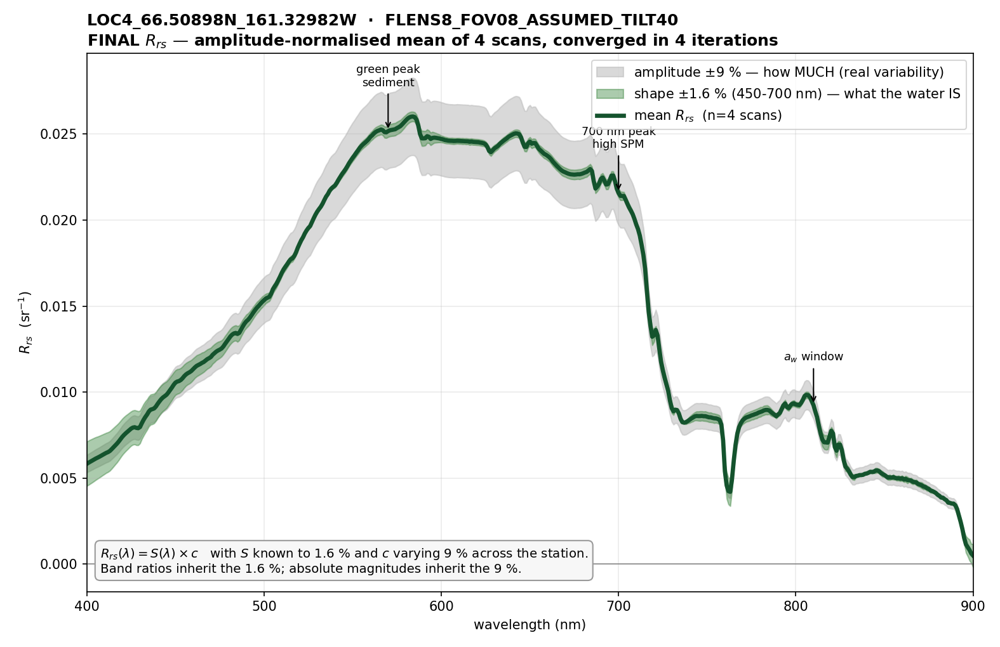 LOC4_66.50898N_161.32982W · FLENS8_FOV08_ASSUMED_TILT40
FINAL Rrs — amplitude-normalised mean of 4 scans, converged in 4 iterations
green peak
sediment
amplitude ±9 % — how MUCH (real variability)
shape ±1.6 % (450-700 nm) — what the water IS
mean Rrs (n=4 scans)
700 nm peak
high SPM
aw window
Rrs(λ) = S(λ) × c with S known to 1.6 % and c varying 9 % across the station.
Band ratios inherit the 1.6 %; absolute magnitudes inherit the 9 %.
Rrs (sr⁻¹)
0.025
0.020
0.015
0.010
0.005
0.000
400 500 600 700 800 900
wavelength (nm)